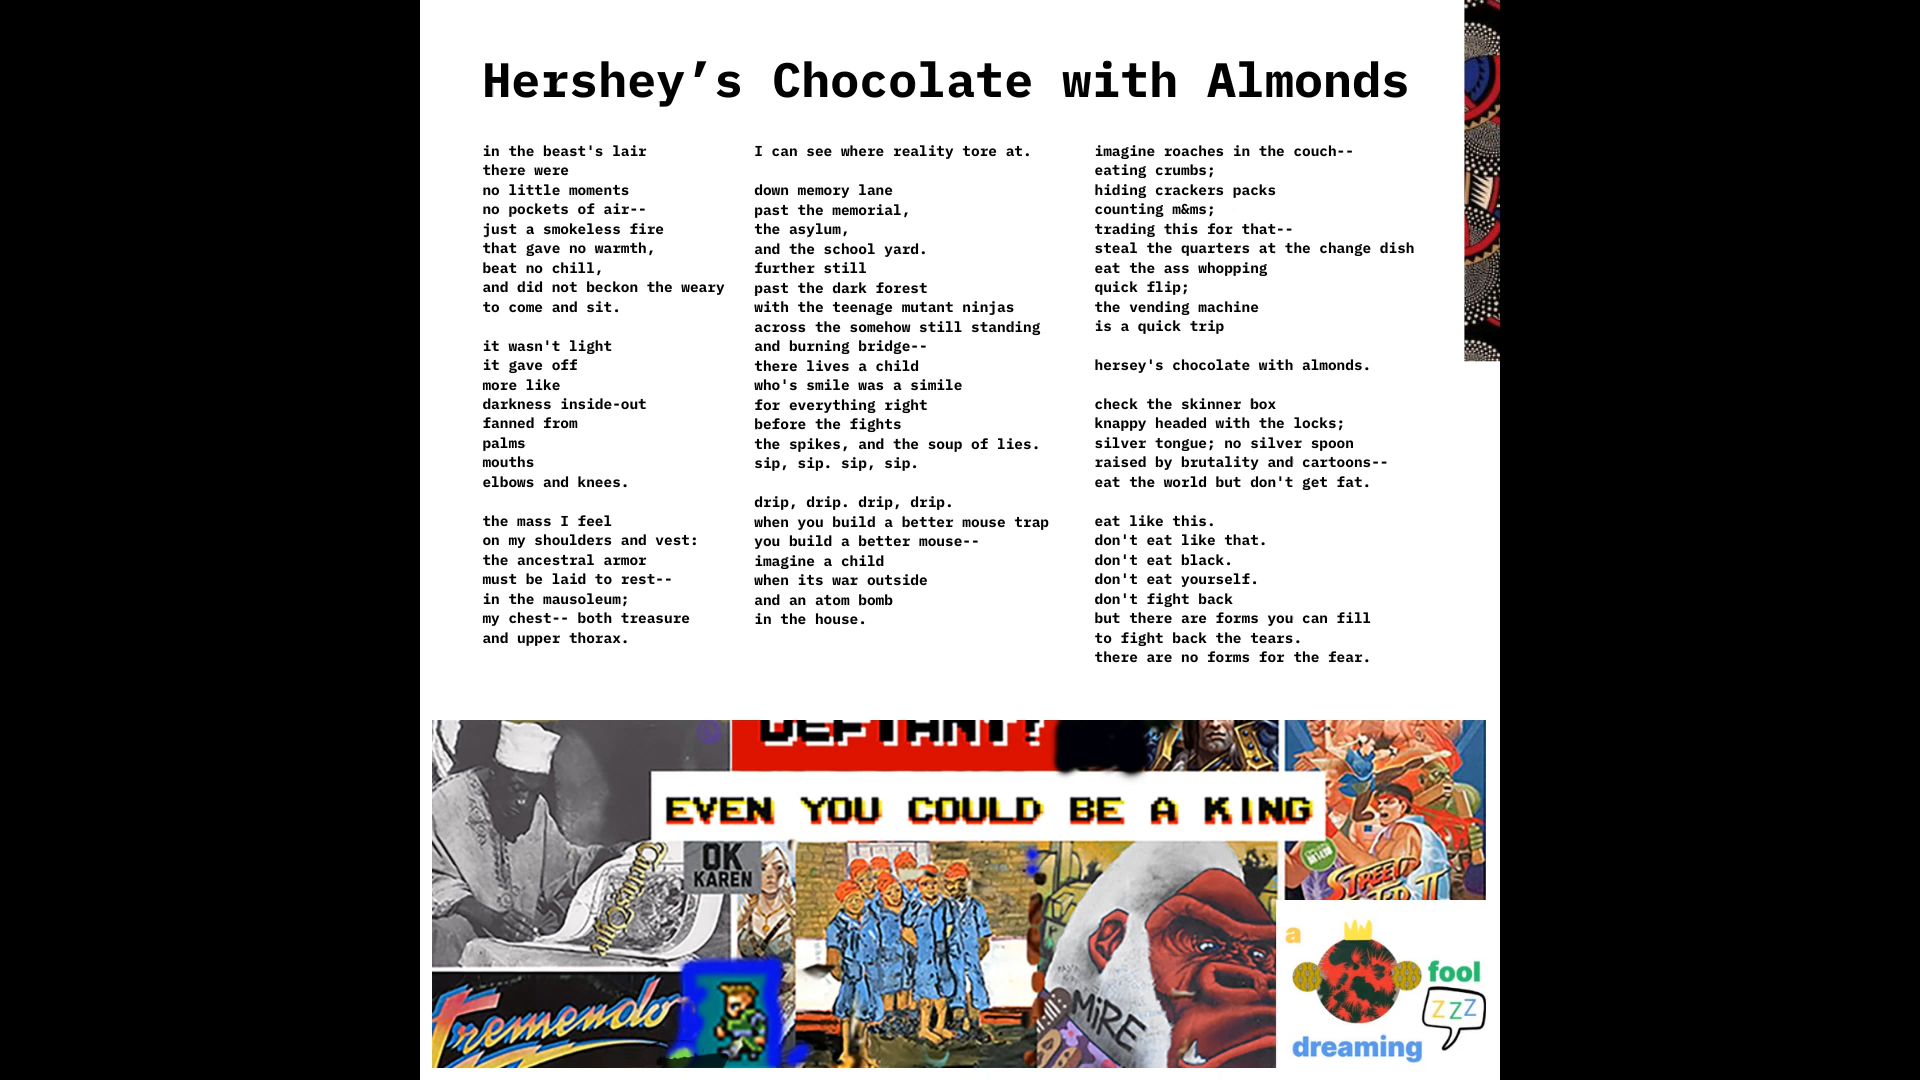 Hershey’s Chocolate with Almonds
in the beast's lair
there were
no little moments
no pockets of air--
just a smokeless fire
that gave no warmth,
beat no chill,
and did not beckon the weary
to come and sit.
it wasn't light
it gave off
more like
darkness inside-out
fanned from
palms
mouths
elbows and knees.
the mass I feel
on my shoulders and vest:
the ancestral armor
must be laid to rest--
in the mausoleum;
my chest-- both treasure
and upper thorax.
I can see where reality tore at.
down memory lane
past the memorial,
the asylum,
and the school yard.
further still
past the dark forest
with the teenage mutant ninjas
across the somehow still standing
and burning bridge--
there lives a child
who's smile was a simile
for everything right
before the fights
the spikes, and the soup of lies.
sip, sip. sip, sip.
drip, drip. drip, drip.
when you build a better mouse trap
you build a better mouse--
imagine a child
when its war outside
and an atom bomb
in the house.
imagine roaches in the couch--
eating crumbs;
hiding crackers packs
counting m&ms;
trading this for that--
steal the quarters at the change dish
eat the ass whopping
quick flip;
the vending machine
is a quick trip
hersey's chocolate with almonds.
check the skinner box
knappy headed with the locks;
silver tongue; no silver spoon
raised by brutality and cartoons--
eat the world but don't get fat.
eat like this.
don't eat like that.
don't eat black.
don't eat yourself.
don't fight back
but there are forms you can fill
to fight back the tears.
there are no forms for the fear.
DEFIANT?
EVEN YOU COULD BE A KING
OK
KAREN
STREET
II
MiRE
Tremendo
a
fool
ZZZ
dreaming